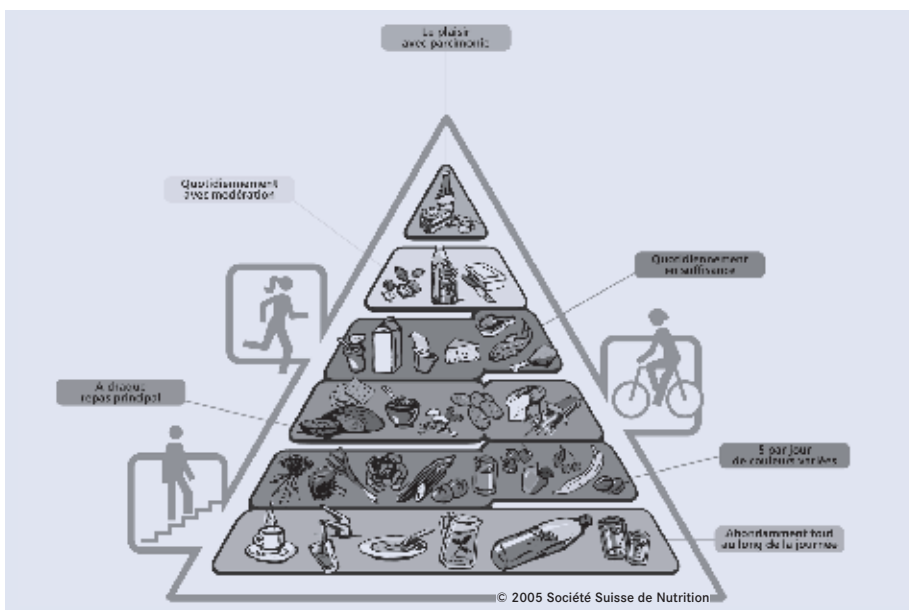 Le plaisir
avec parcimonie
Quotidiennement
avec modération
Quotidiennement
en suffisance
A chaque
repas principal
5 par jour
de couleurs variées
Abondamment tout
au long de la journée
© 2005 Société Suisse de Nutrition